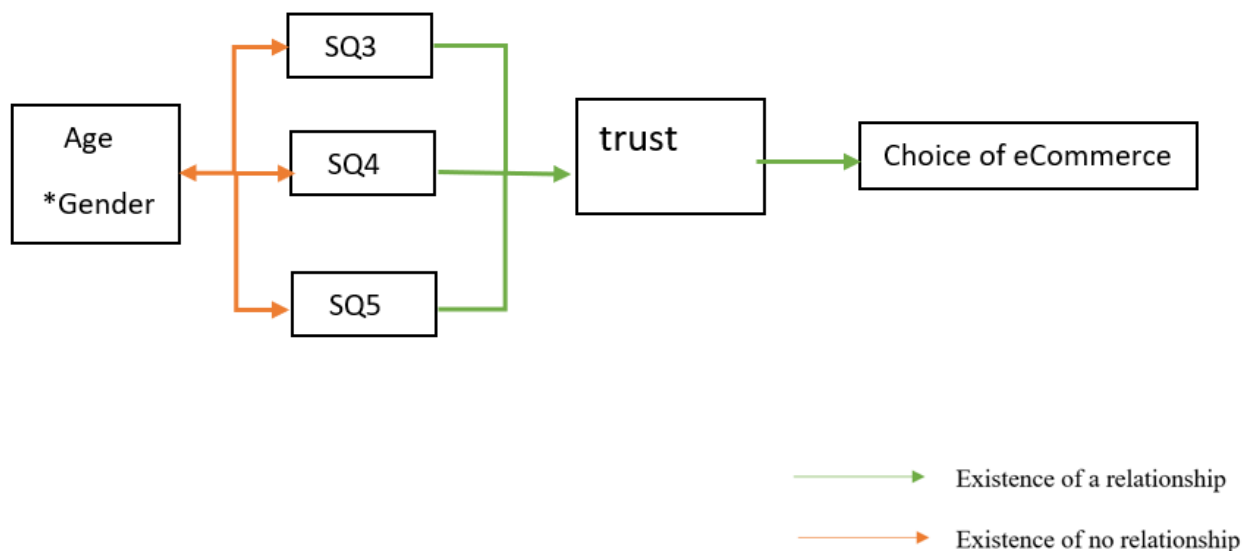 SQ3
Age
*Gender
SQ4
SQ5
trust
Choice of eCommerce
Existence of a relationship
Existence of no relationship